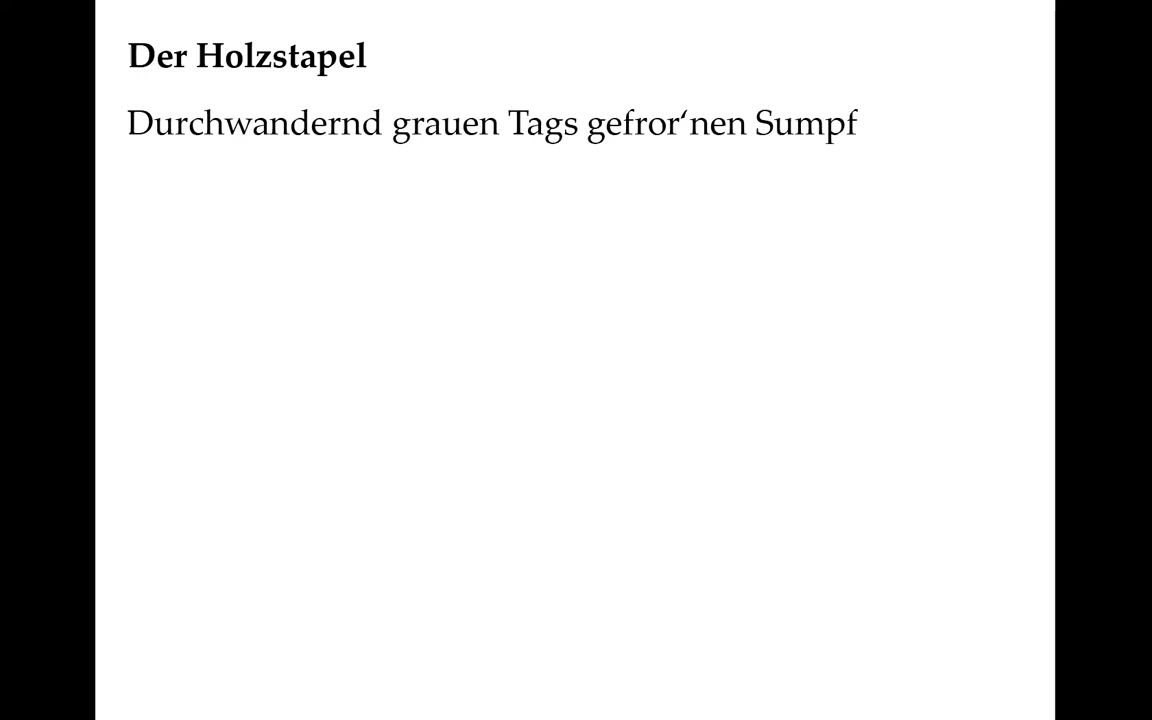 Der Holzstapel
Durchwandernd grauen Tags gefror‘nen Sumpf